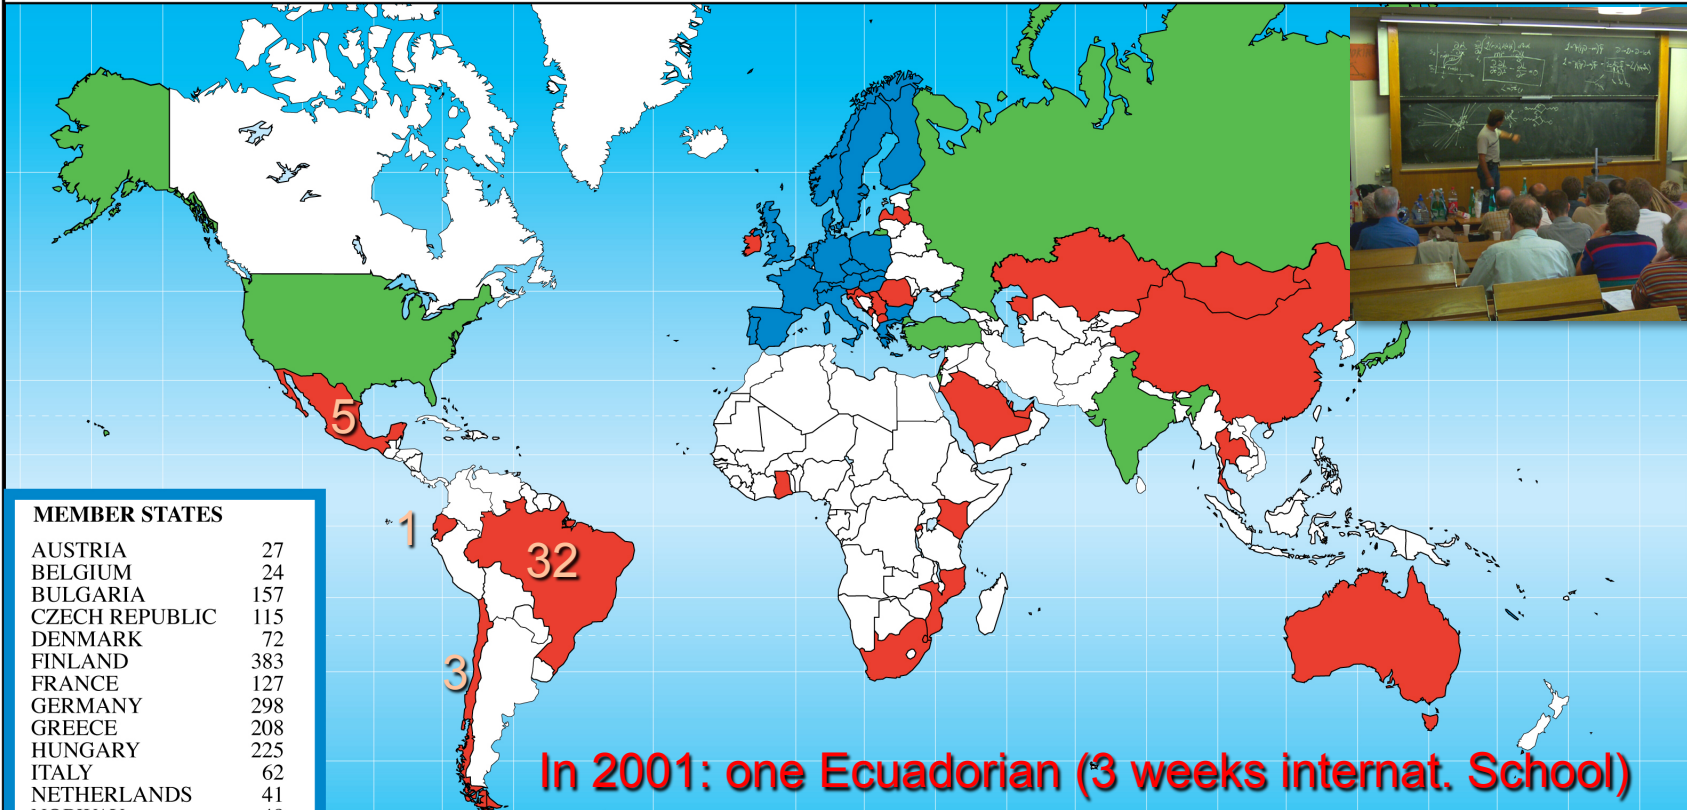 5
1
32
3
MEMBER STATES
AUSTRIA 27
BELGIUM 24
BULGARIA 157
CZECH REPUBLIC 115
DENMARK 72
FINLAND 383
FRANCE 127
GERMANY 298
GREECE 208
HUNGARY 225
ITALY 62
NETHERLANDS 41
In 2001: one Ecuadorian (3 weeks internat. School)